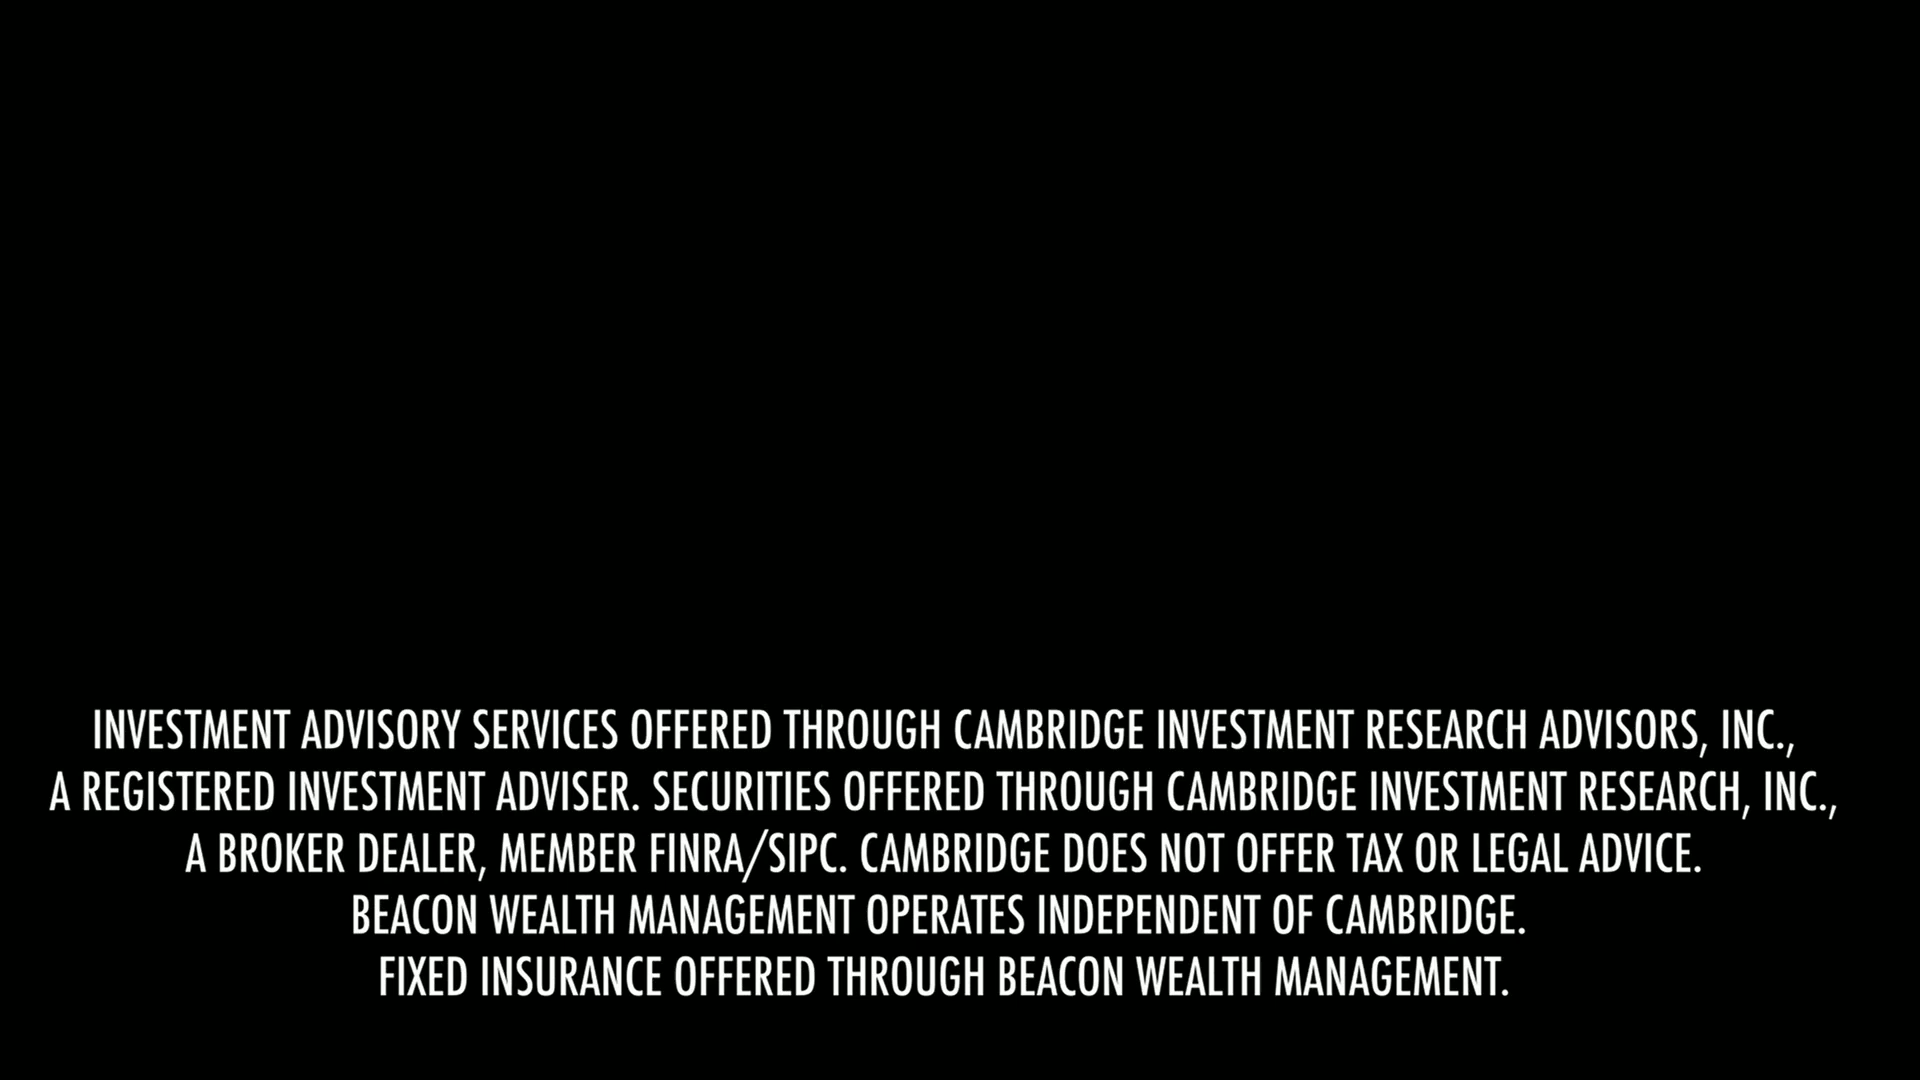 INVESTMENT ADVISORY SERVICES OFFERED THROUGH CAMBRIDGE INVESTMENT RESEARCH ADVISORS, INC.,
A REGISTERED INVESTMENT ADVISER. SECURITIES OFFERED THROUGH CAMBRIDGE INVESTMENT RESEARCH, INC.,
A BROKER DEALER, MEMBER FINRA/SIPC. CAMBRIDGE DOES NOT OFFER TAX OR LEGAL ADVICE.
BEACON WEALTH MANAGEMENT OPERATES INDEPENDENT OF CAMBRIDGE.
FIXED INSURANCE OFFERED THROUGH BEACON WEALTH MANAGEMENT.